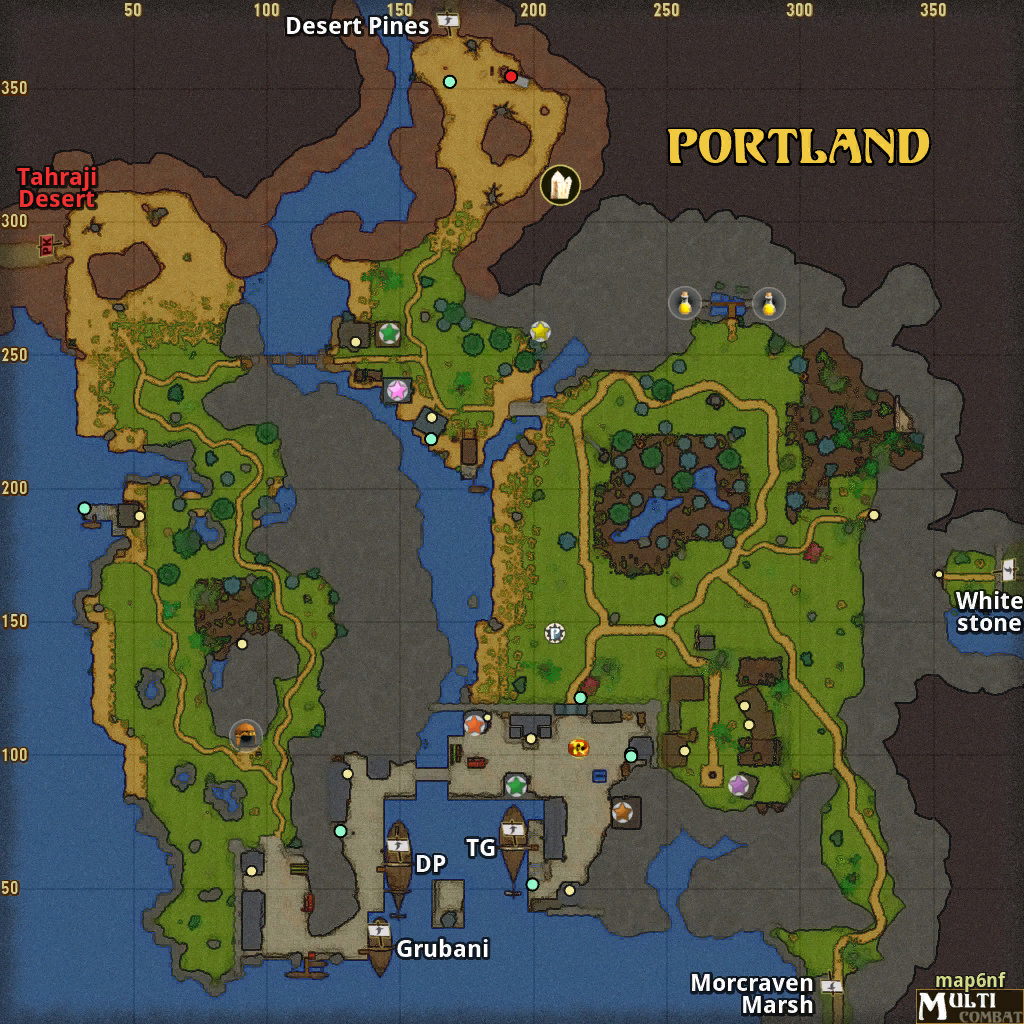 50 100 150 200 250 300 350
Desert Pines
350
PORTLAND
Tahraji
Desert
300
PK
250
200
150
White
stone
P
100
TG
DP
50
Grubani
Morcraven
Marsh
map6nf
MULTI
COMBAT